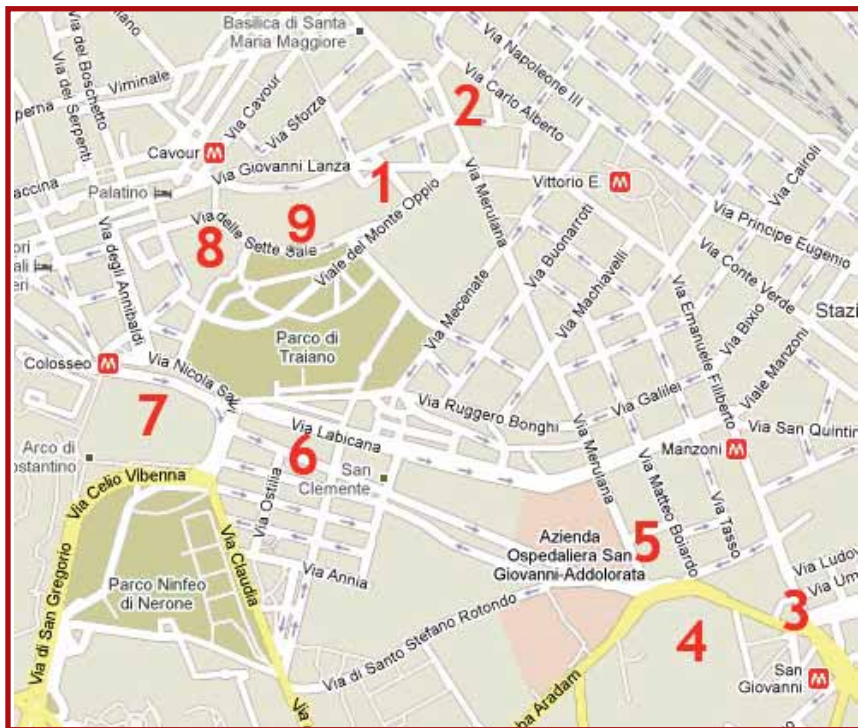 Basilica di Santa
Maria Maggiore
Via del Boschetto
Via dei Serpenti
Viminale
Via Cavour
Via Sforza
Via Napoleone III
Via Carlo Alberto
2
Cavour
M
Via Giovanni Lanza
1
Vittorio E.
M
Via Cairoli
Palatino
Via Merulana
Via delle Sette Sale
9
8
Viale del Monte Oppio
Via Principe Eugenio
Via Buonarroti
Via Machiavelli
Via Conte Verde
Via degli Annibaldi
Via Mecenate
Via Emanuele Filiberto
Via Bixio
Parco di
Traiano
Colosseo
M
Via Nicola Salvi
Viale Manzoni
7
Via Ruggero Bonghi
Via Galilei
Via Labicana
6
Via Merulana
Manzoni
M
Arco di
San
Clemente
Via Celio Vibenna
Via Ostilia
Via Matteo Boiardo
Via Tasso
5
Azienda
Ospedaliera San
Giovanni-Addolorata
Parco Ninfeo
di Nerone
Via Claudia
Via Annia
Via di San Gregorio
Via di Santo Stefano Rotondo
3
4
San
Giovanni
M